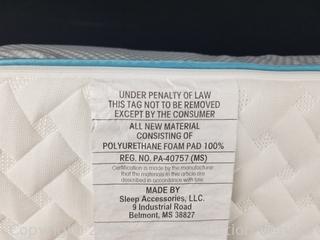 UNDER PENALTY OF LAW
THIS TAG NOT TO BE REMOVED
EXCEPT BY THE CONSUMER
ALL NEW MATERIAL
CONSISTING OF
POLYURETHANE FOAM PAD 100%
REG. NO. PA-40757 (MS)
Certification is made by the manufacturer
that the materials in this article are
described in accordance with law.
MADE BY
Sleep Accessories, LLC.
9 Industrial Road
Belmont, MS 38827